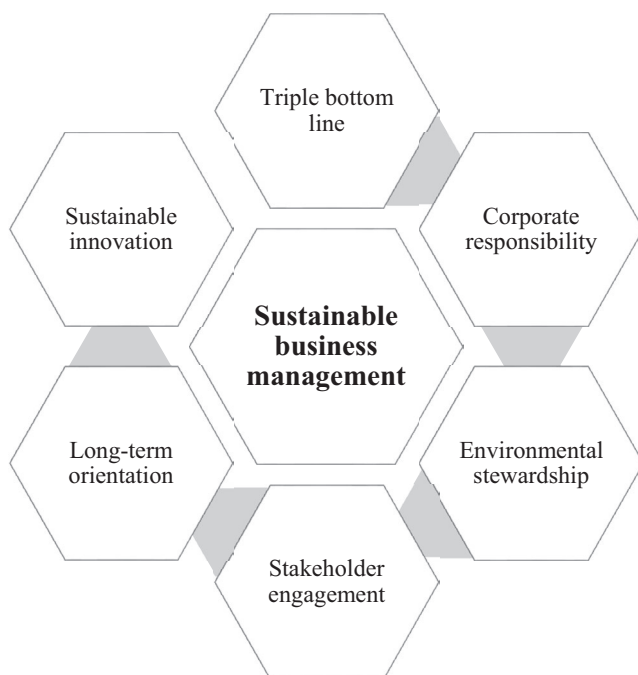 Triple bottom
line
Corporate
responsibility
Environmental
stewardship
Stakeholder
engagement
Long-term
orientation
Sustainable
innovation
Sustainable
business
management